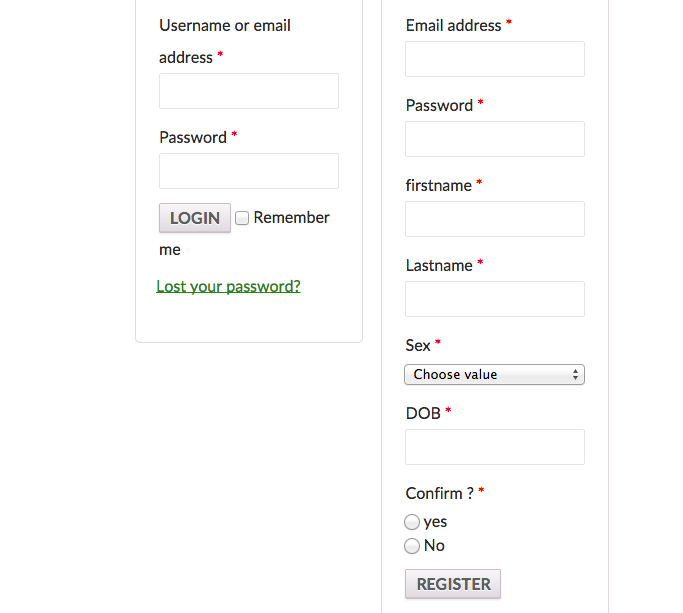 Username or email
address *
Password *
LOGIN Remember
me
Lost your password?
Email address *
Password *
firstname *
Lastname *
Sex *
Choose value
DOB *
Confirm ? *
yes
No
REGISTER